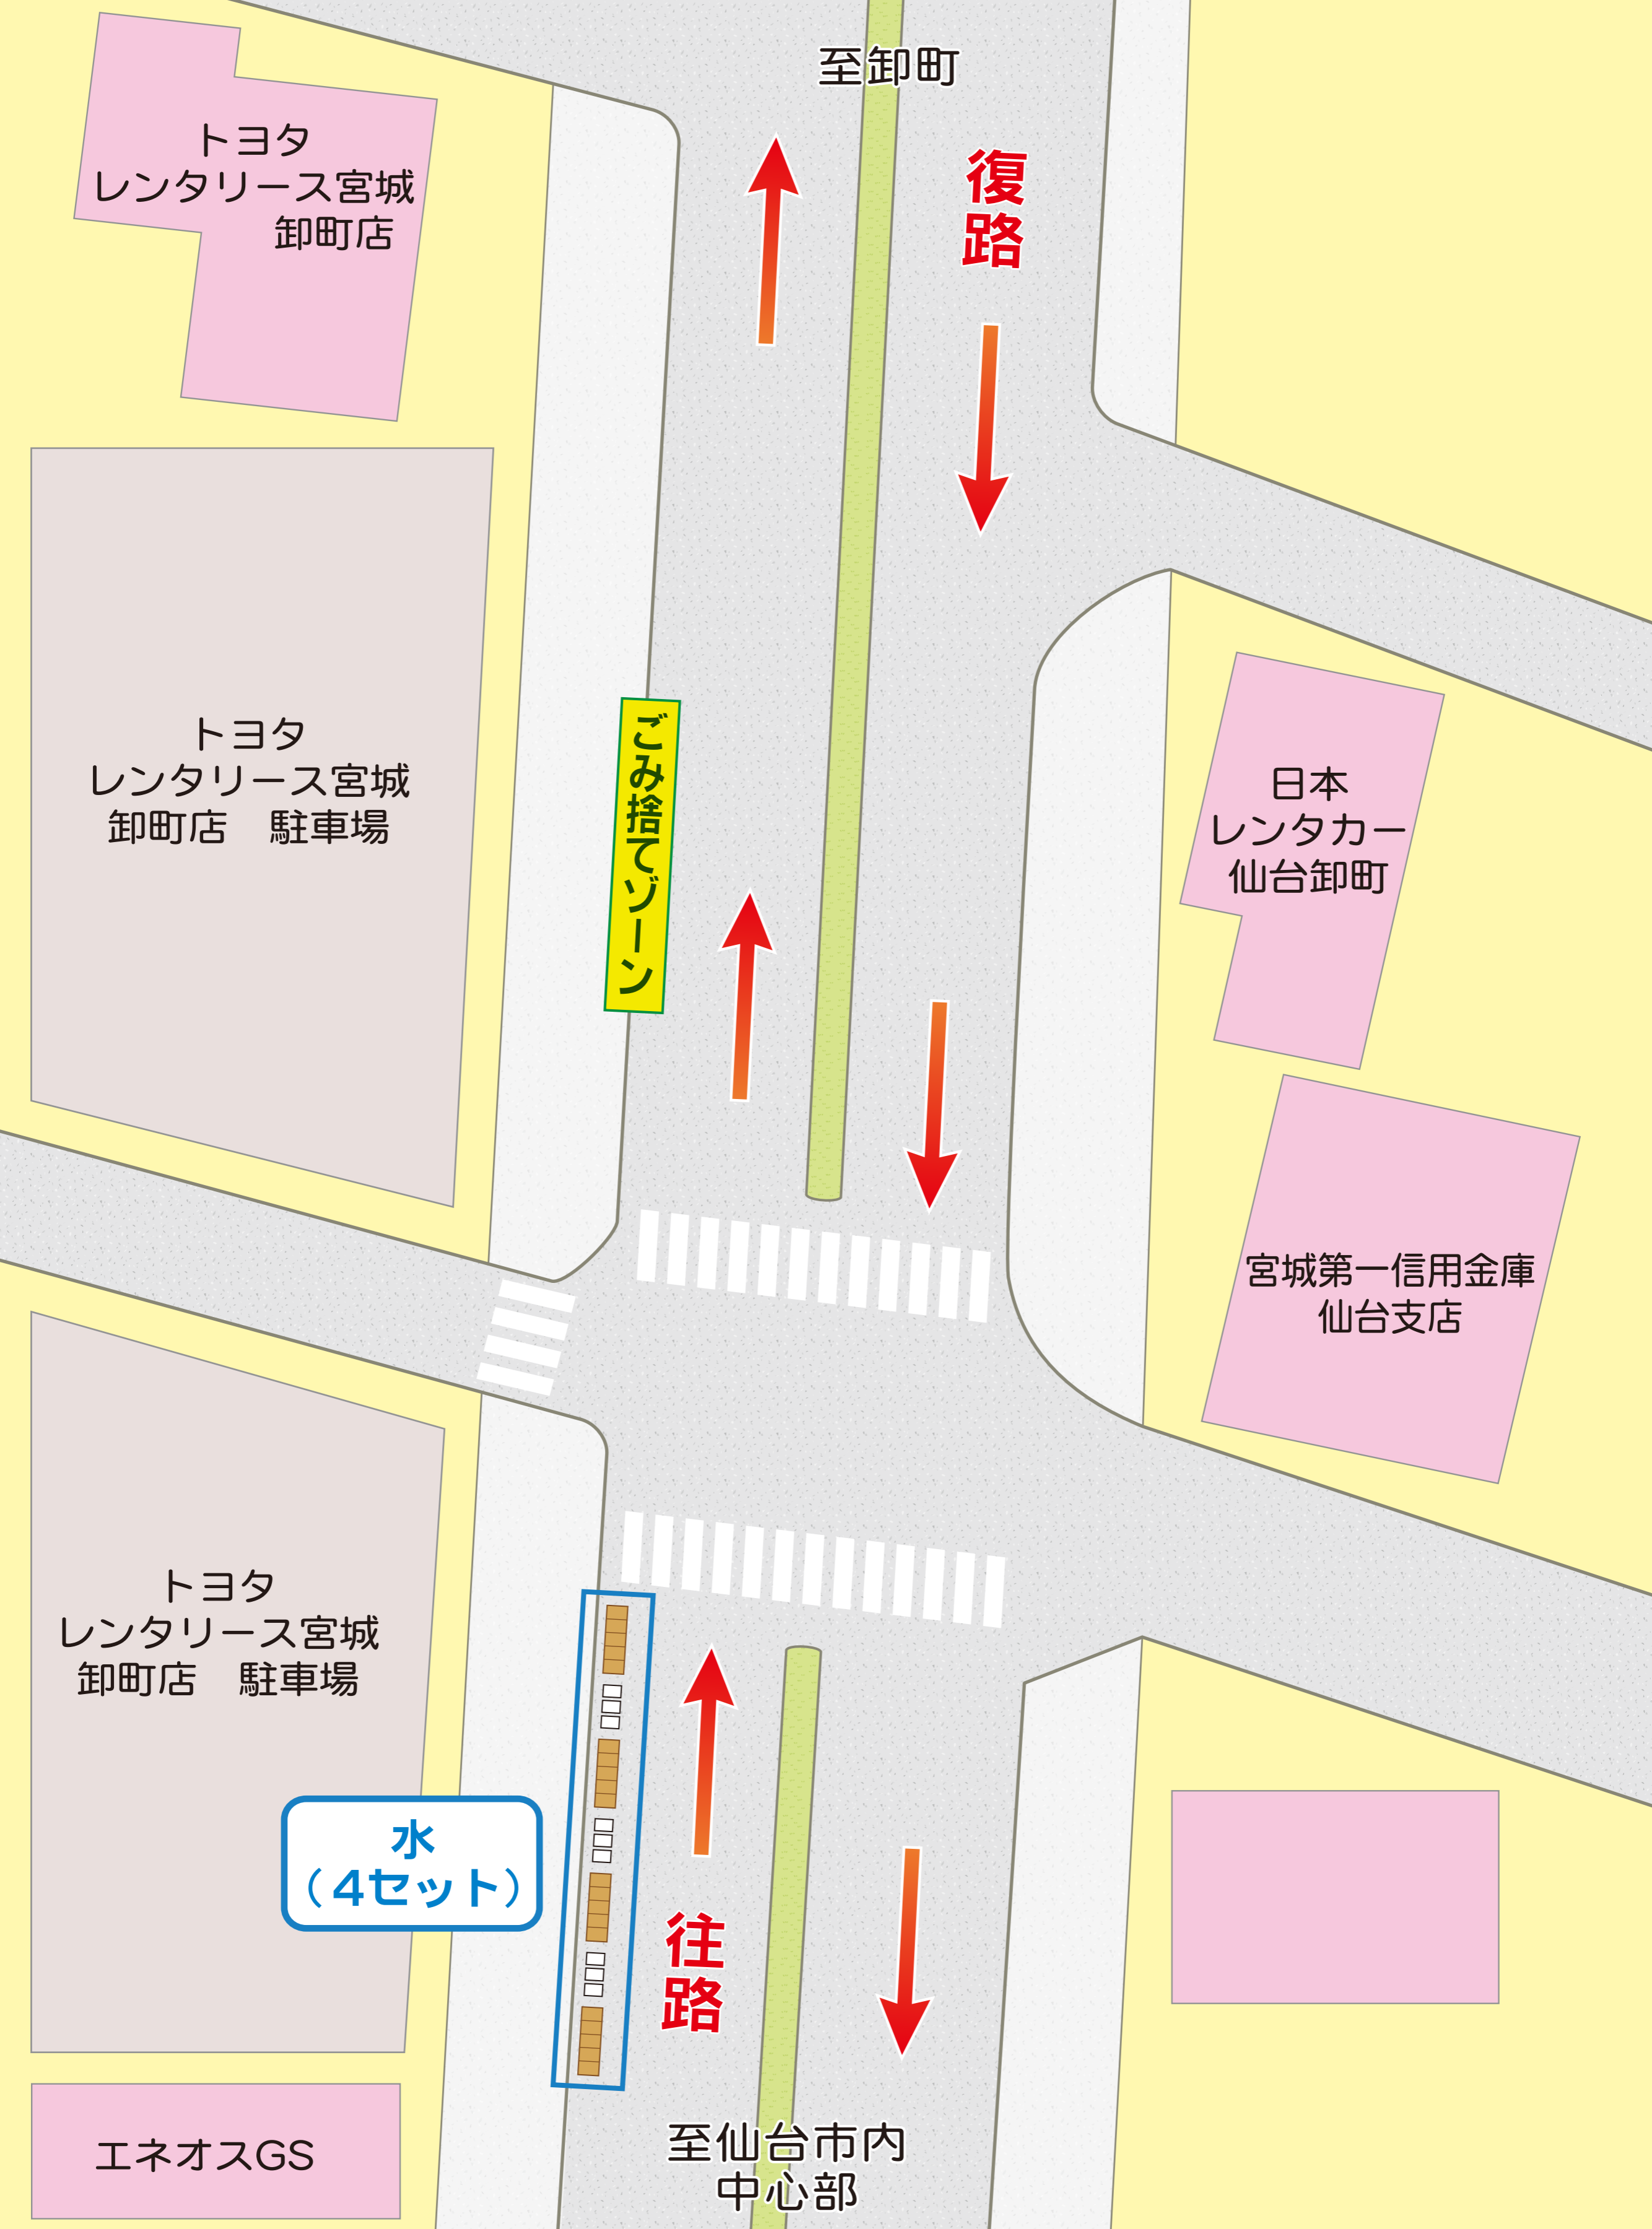 至卸町
トヨタ
レンタリース宮城
卸町店
復路
ごみ捨てゾーン
トヨタ
レンタリース宮城
卸町店　駐車場
日本
レンタカー
仙台卸町
宮城第一信用金庫
仙台支店
トヨタ
レンタリース宮城
卸町店　駐車場
水
（4セット）
往路
エネオスGS
至仙台市内
中心部